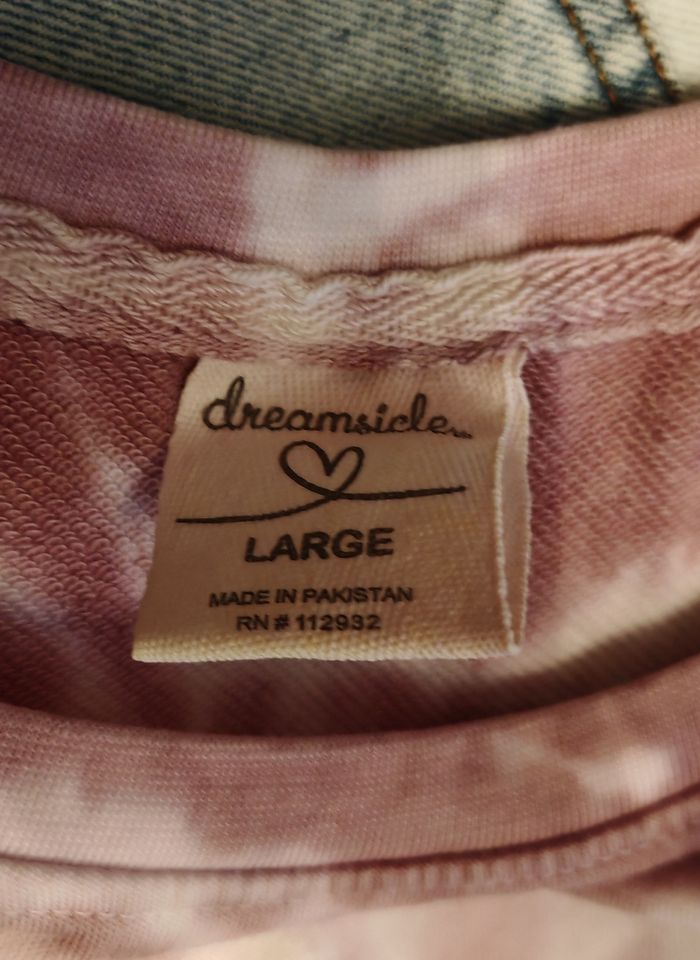 dreamsicle
LARGE
MADE IN PAKISTAN
RN # 112932